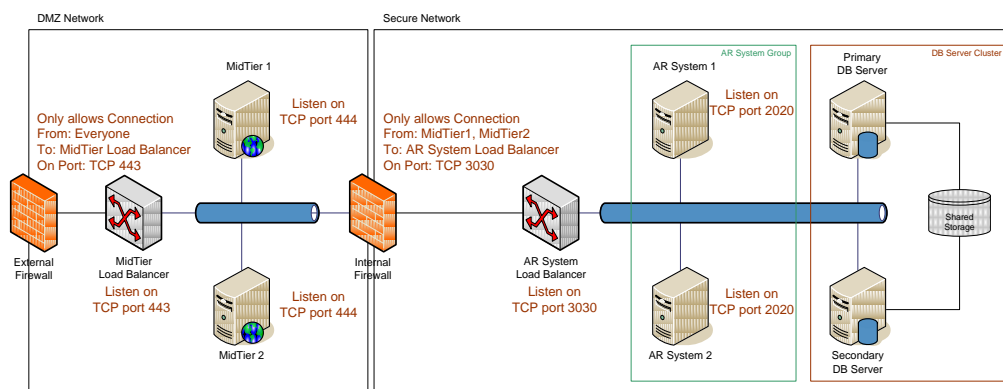 DMZ Network
Secure Network
MidTier 1
Listen on
TCP port 444
Only allows Connection
From: Everyone
To: MidTier Load Balancer
On Port: TCP 443
External
Firewall
MidTier
Load Balancer
Listen on
TCP port 443
Listen on
TCP port 444
MidTier 2
Only allows Connection
From: MidTier1, MidTier2
To: AR System Load Balancer
On Port: TCP 3030
Internal
Firewall
AR System
Load Balancer
Listen on
TCP port 3030
AR System Group
AR System 1
Listen on
TCP port 2020
Listen on
TCP port 2020
AR System 2
DB Server Cluster
Primary
DB Server
Shared
Storage
Secondary
DB Server